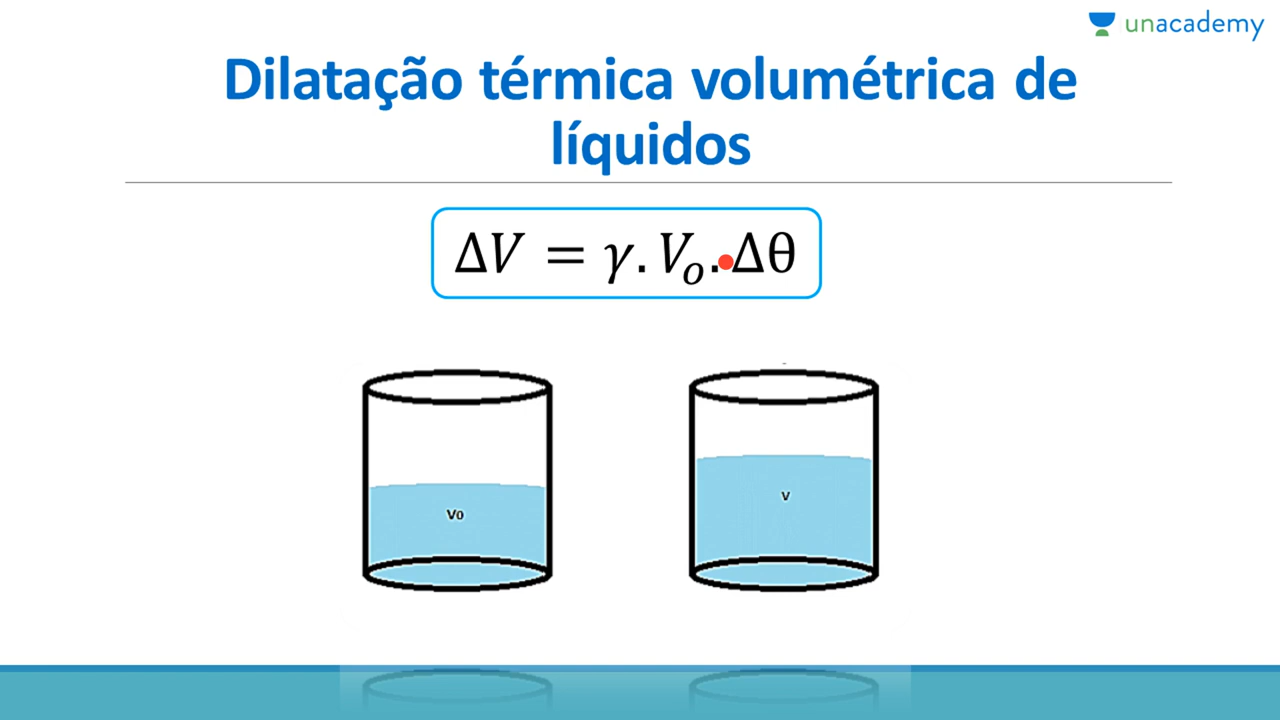 unacademy
Dilatação térmica volumétrica de
líquidos
ΔV = γ. Vo. Δθ
V0
V